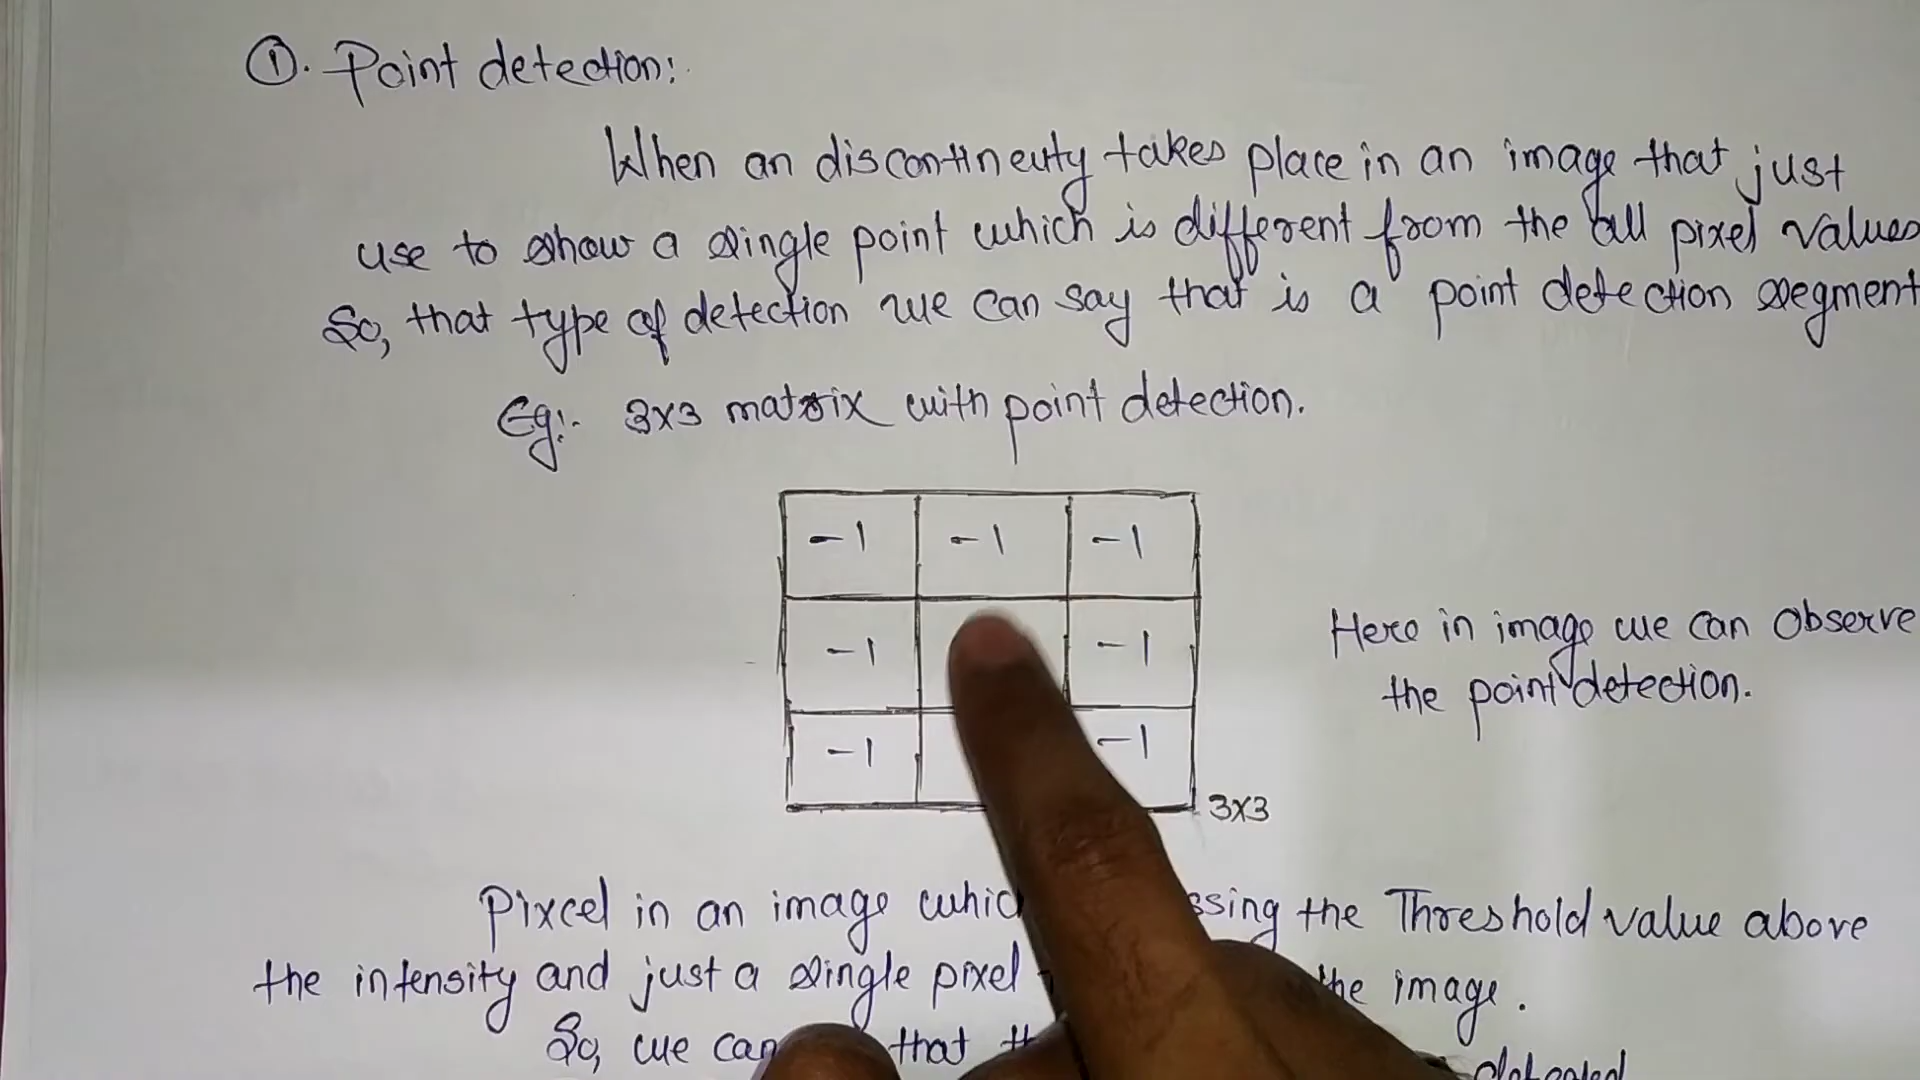 ①. Point detection:
When an discontineuty takes place in an image that just
use to show a single point which is different from the all pixel values
So, that type of detection we can say that is a point detection segment
Eg:- 3x3 matrix with point detection.
-1 -1 -1
-1 -1
-1 -1
3x3
Here in image we can observe
the point detection.
Pixcel in an image the Threshold value above
the intensity and just a single pixel the image.
So, we can that